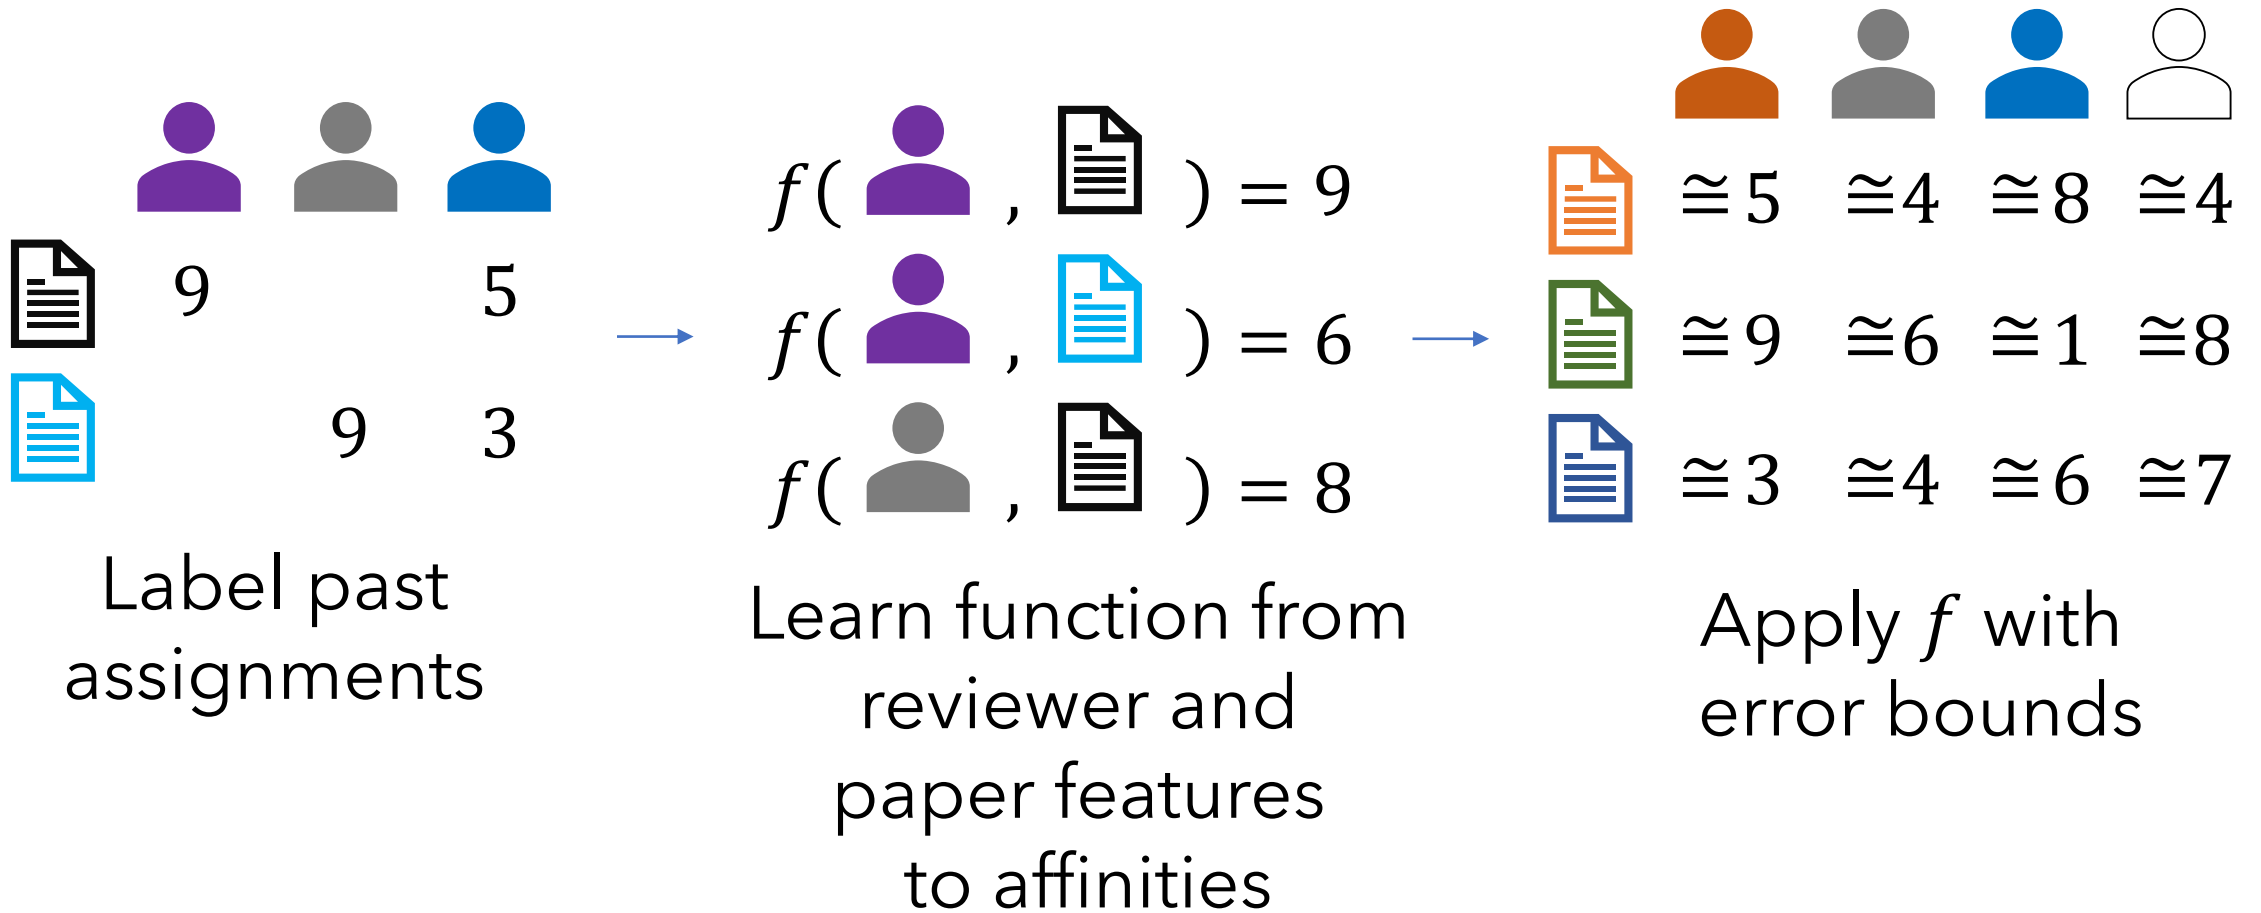 9 5
9 3
Label past
assignments
f( , ) = 9
f( , ) = 6
f( , ) = 8
Learn function from
reviewer and
paper features
to affinities
≅5 ≅4 ≅8 ≅4
≅9 ≅6 ≅1 ≅8
≅3 ≅4 ≅6 ≅7
Apply f with
error bounds